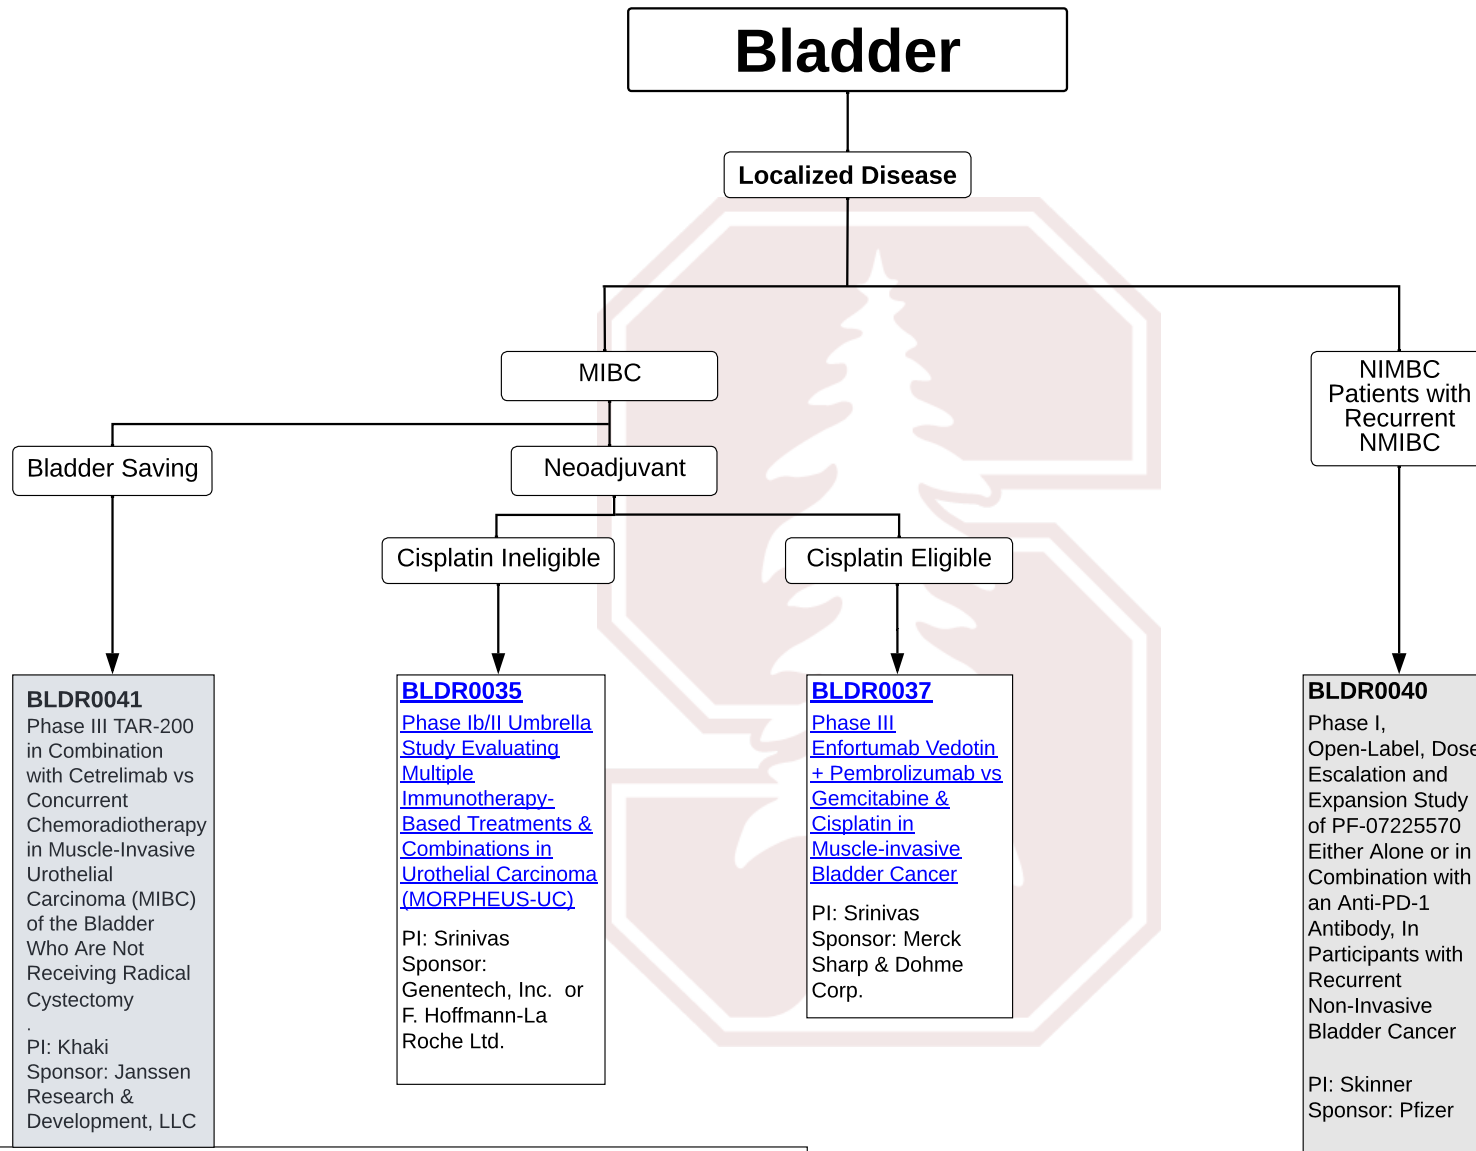 Bladder
Localized Disease
MIBC
NIMBC
Patients with
Recurrent
NMIBC
Bladder Saving
Neoadjuvant
Cisplatin Ineligible
Cisplatin Eligible
BLDR0041
Phase III TAR-200
in Combination
with Cetrelimab vs
Concurrent
Chemoradiotherapy
in Muscle-Invasive
Urothelial
Carcinoma (MIBC)
of the Bladder
Who Are Not
Receiving Radical
Cystectomy
.
PI: Khaki
Sponsor: Janssen
Research &
Development, LLC
BLDR0035
Phase Ib/II Umbrella
Study Evaluating
Multiple
Immunotherapy-
Based Treatments &
Combinations in
Urothelial Carcinoma
(MORPHEUS-UC)
PI: Srinivas
Sponsor:
Genentech, Inc.  or
F. Hoffmann-La
Roche Ltd.
BLDR0037
Phase III
Enfortumab Vedotin
+ Pembrolizumab vs
Gemcitabine &
Cisplatin in
Muscle-invasive
Bladder Cancer
PI: Srinivas
Sponsor: Merck
Sharp & Dohme
Corp.
BLDR0040
Phase I,
Open-Label, Dose
Escalation and
Expansion Study
of PF-07225570
Either Alone or in
Combination with
an Anti-PD-1
Antibody, In
Participants with
Recurrent
Non-Invasive
Bladder Cancer
PI: Skinner
Sponsor: Pfizer